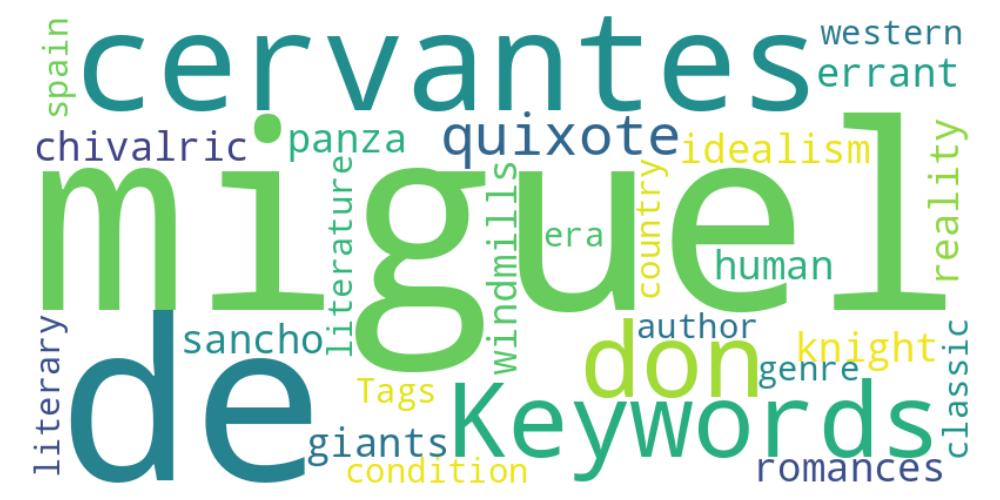 spain
cervantes
western
errant
chivalric
panza
quixote
idealism
miguel
literature
windmills
era
country
human
reality
literary
de
sancho
don
author
knight
genre
classic
Tags
Keywords
giants
condition
romances